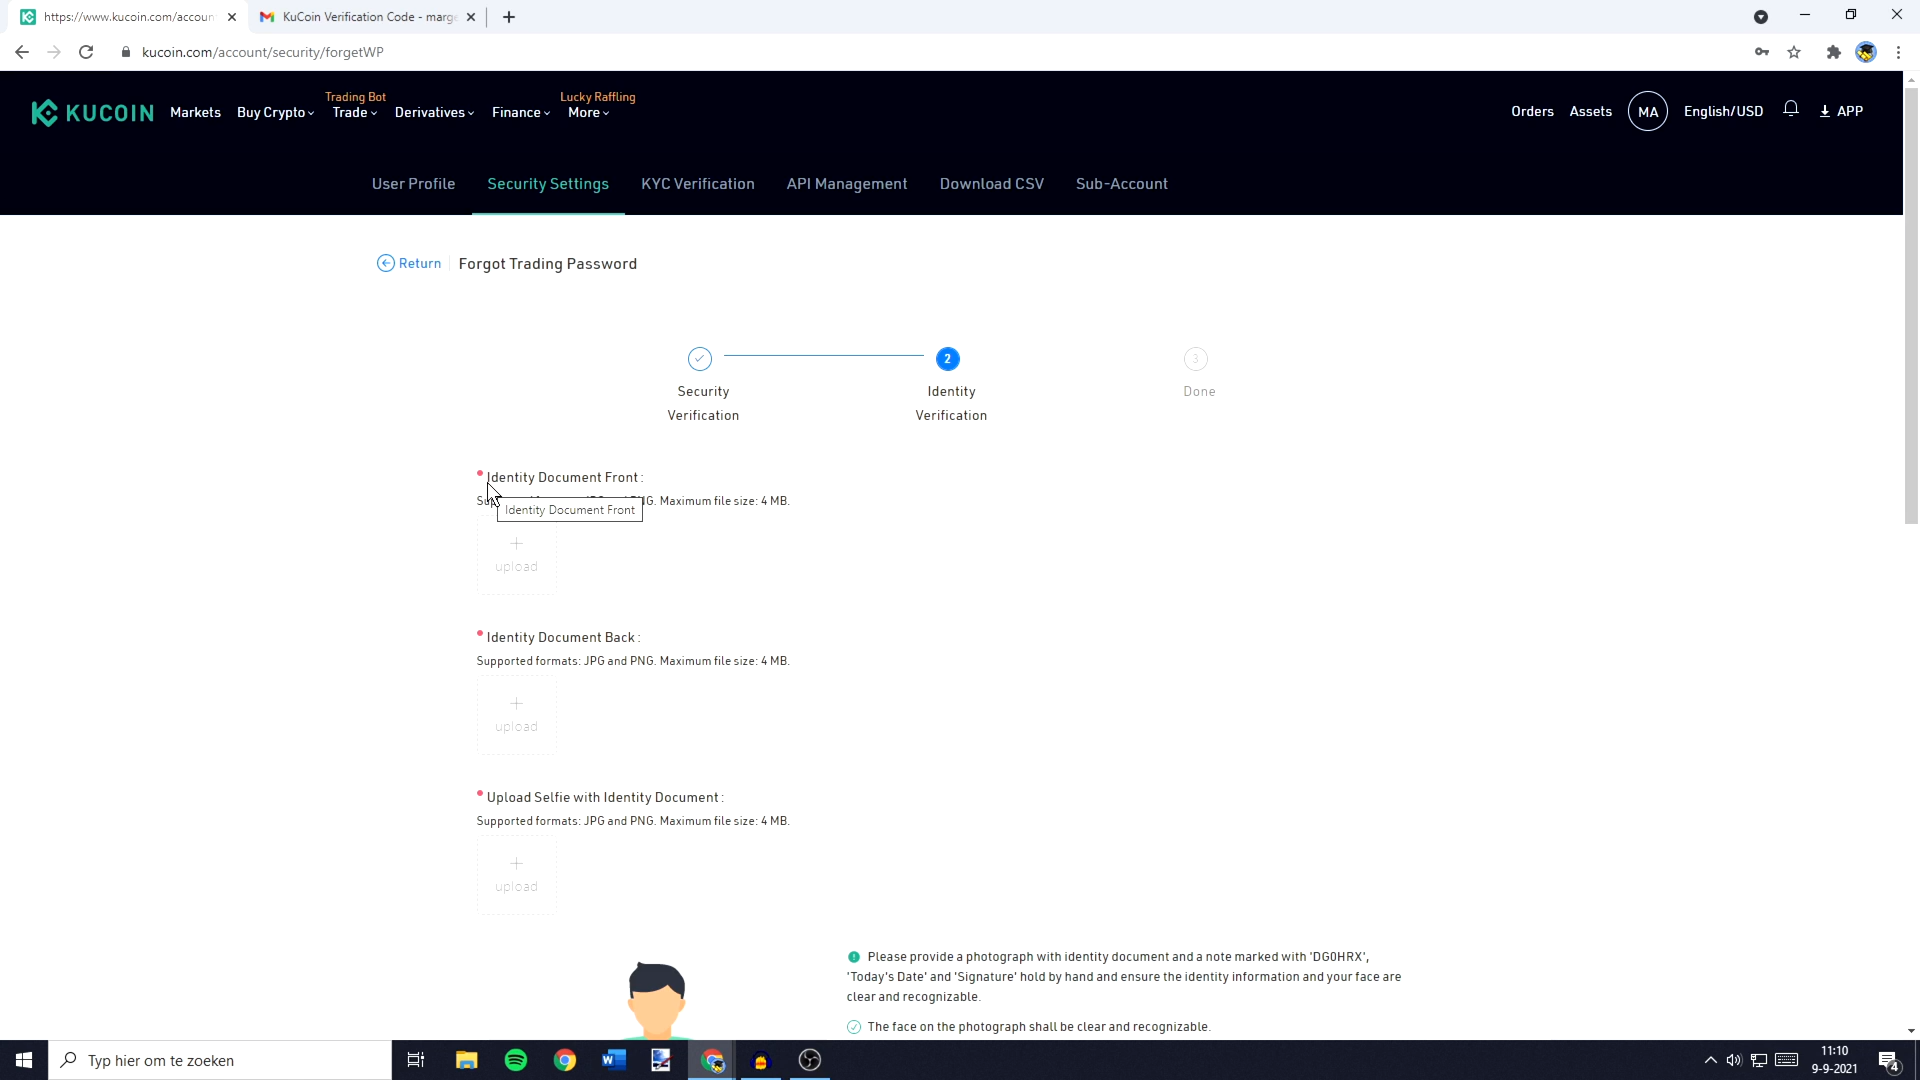 https://www.kucoin.com/accoun
KuCoin Verification Code - marge
kucoin.com/account/security/forgetWP
KUCOIN
Markets
Buy Crypto
Trading Bot
Trade
Derivatives
Finance
Lucky Raffling
More
Orders
Assets
MA
English/USD
APP
User Profile
Security Settings
KYC Verification
API Management
Download CSV
Sub-Account
Return
Forgot Trading Password
2
3
Security
Verification
Identity
Verification
Done
Identity Document Front :
Maximum file size: 4 MB.
Identity Document Front
+
upload
Identity Document Back :
Supported formats: JPG and PNG. Maximum file size: 4 MB.
+
upload
Upload Selfie with Identity Document :
Supported formats: JPG and PNG. Maximum file size: 4 MB.
+
upload
Please provide a photograph with identity document and a note marked with 'DG0HRX',
'Today's Date' and 'Signature' hold by hand and ensure the identity information and your face are
clear and recognizable.
The face on the photograph shall be clear and recognizable.
Typ hier om te zoeken
11:10
9-9-2021
4